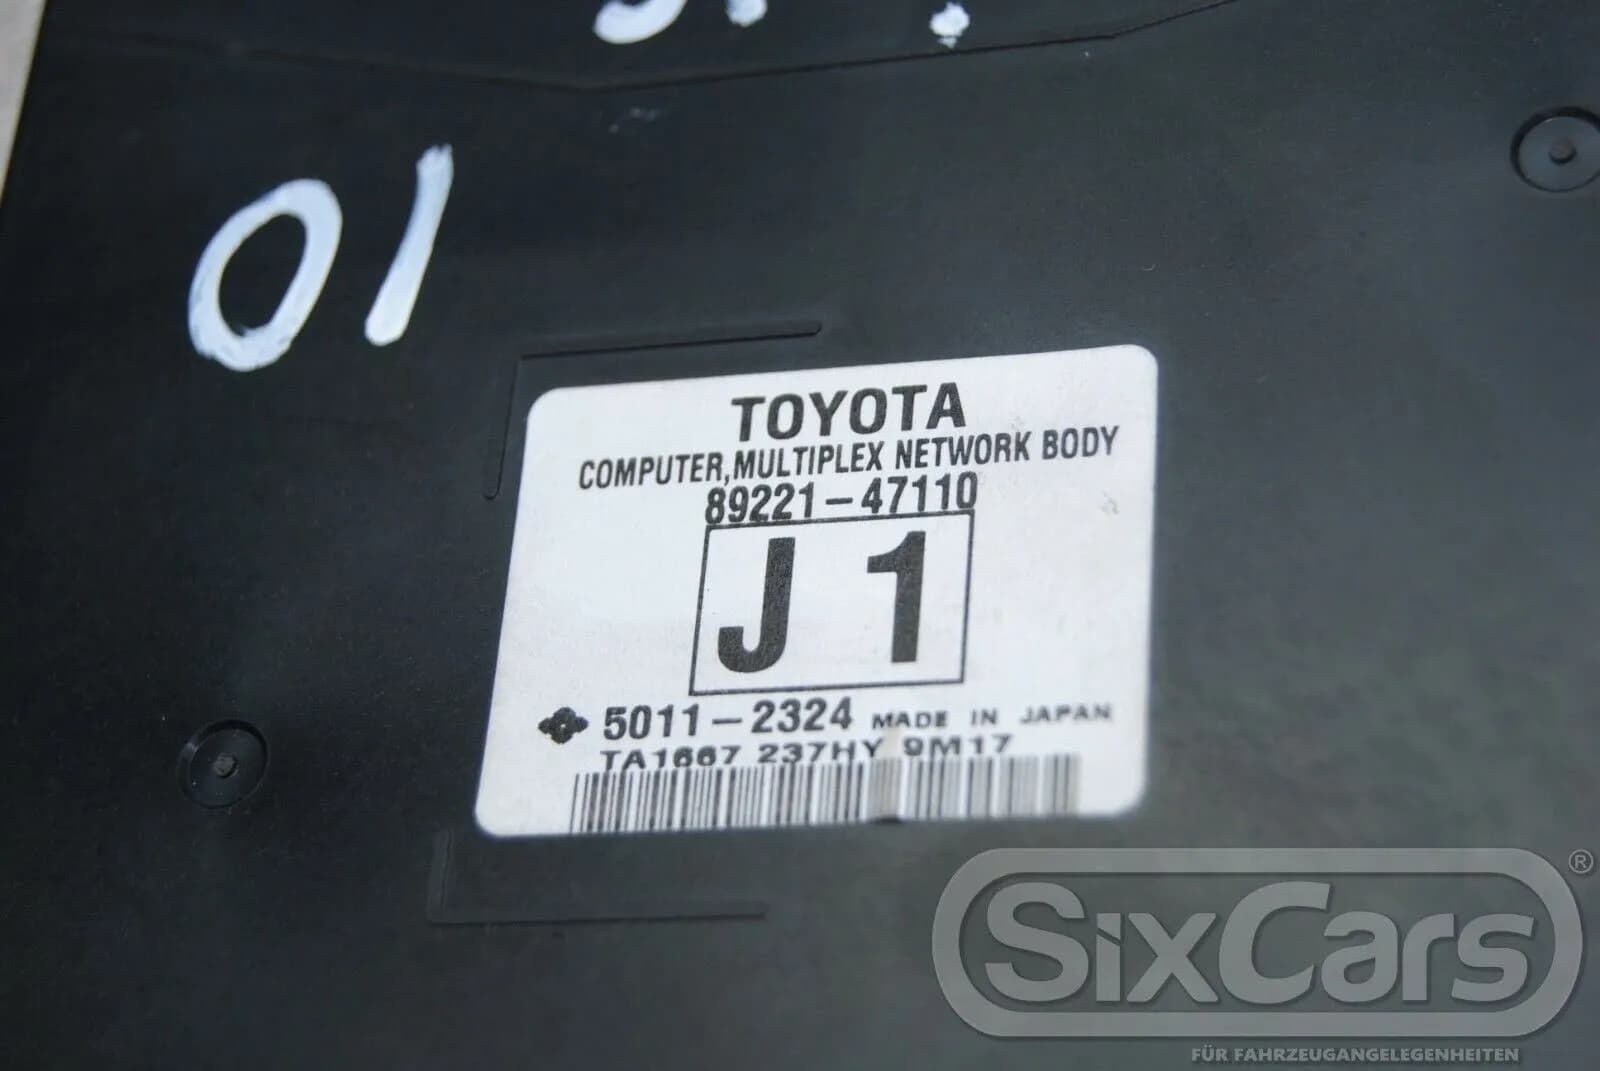 01
TOYOTA
COMPUTER,MULTIPLEX NETWORK BODY
89221-47110
J 1
5011-2324 MADE IN JAPAN
TA1667 237HY 9M17
SixCars®
FÜR FAHRZEUGANGELEGENHEITEN